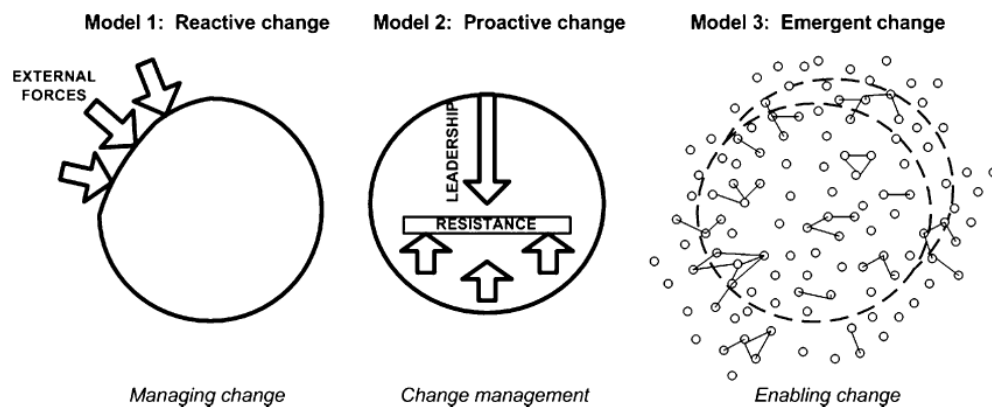 Model 1: Reactive change
Model 2: Proactive change
Model 3: Emergent change
EXTERNAL
FORCES
LEADERSHIP
RESISTANCE
Managing change
Change management
Enabling change